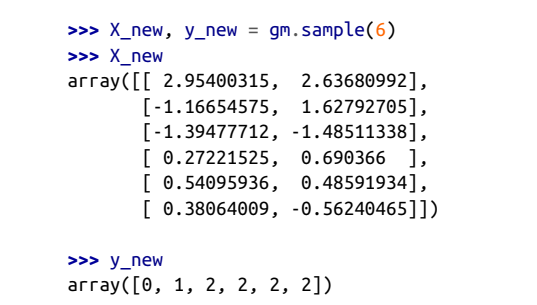 >>> X_new, y_new = gm.sample(6)
>>> X_new
array([[ 2.95400315,  2.63680992],
       [-1.16654575,  1.62792705],
       [-1.39477712, -1.48511338],
       [ 0.27221525,  0.690366  ],
       [ 0.54095936,  0.48591934],
       [ 0.38064009, -0.56240465]])
>>> y_new
array([0, 1, 2, 2, 2, 2])